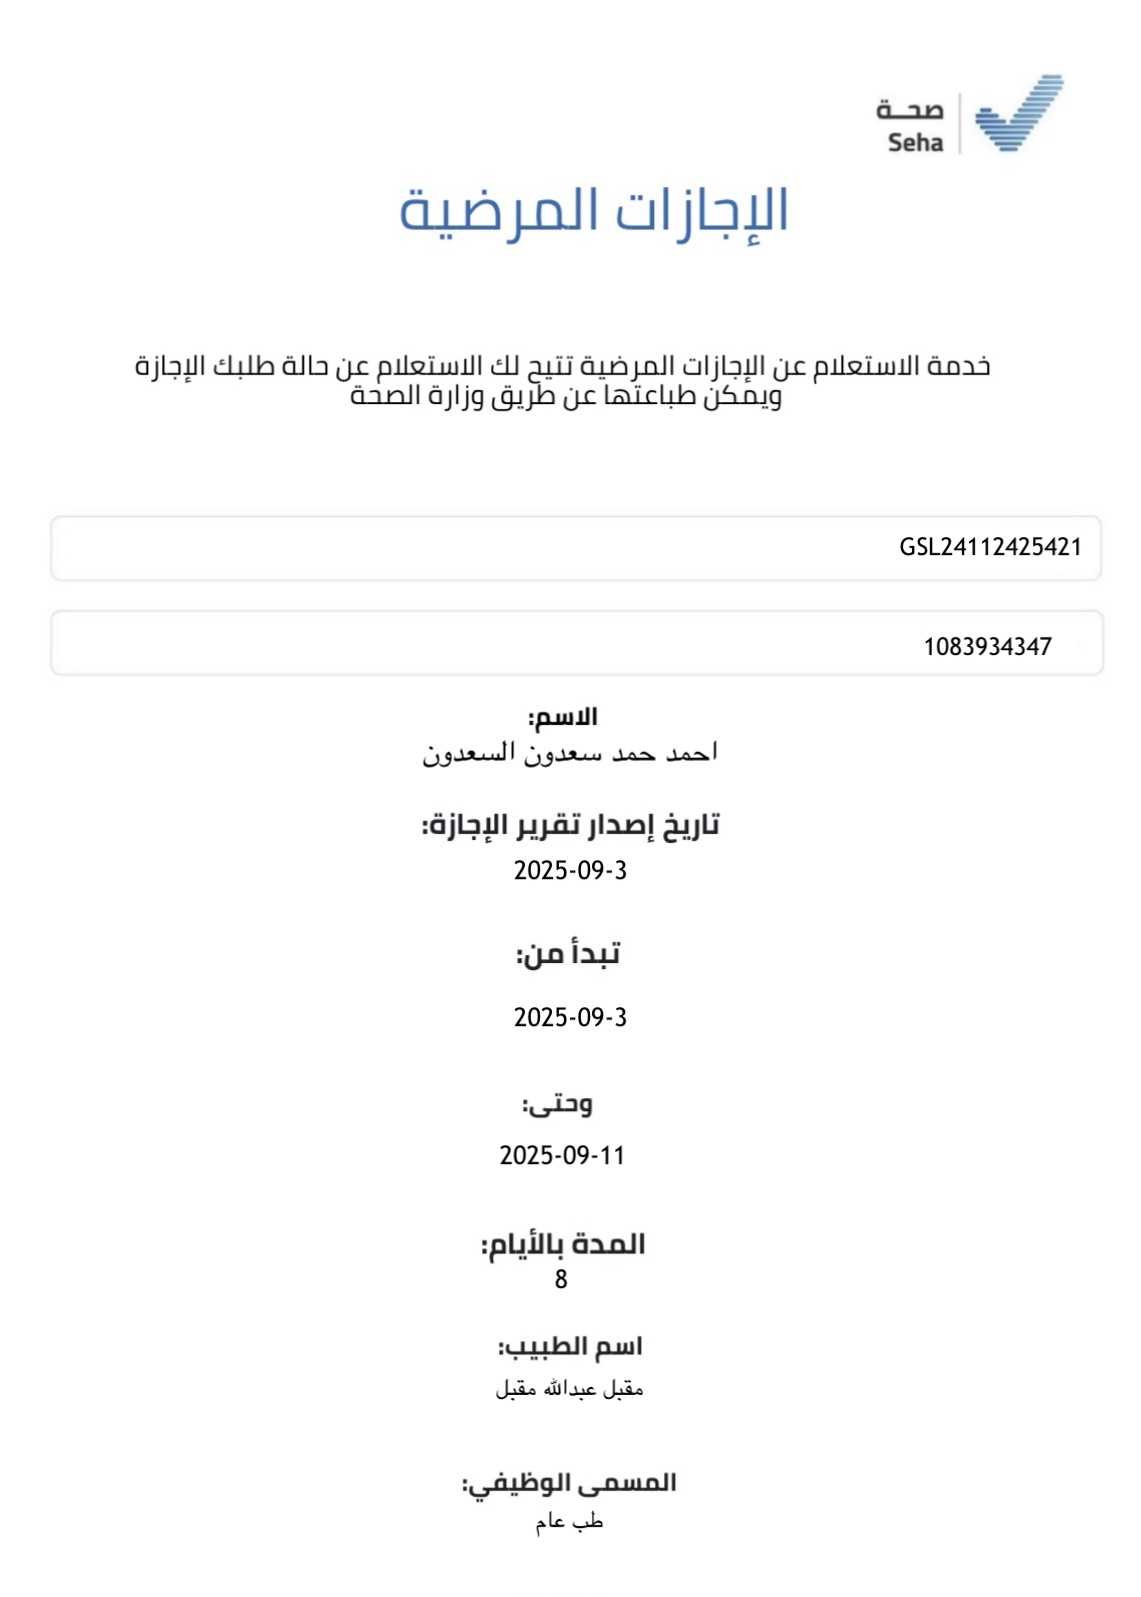 صحة
Seha
الإجازات المرضية
خدمة الاستعلام عن الإجازات المرضية تتيح لك الاستعلام عن حالة طلبك الإجازة
ويمكن طباعتها عن طريق وزارة الصحة
GSL24112425421
1083934347
الاسم:
احمد حمد سعدون السعدون
تاريخ إصدار تقرير الإجازة:
2025-09-3
تبدأ من:
2025-09-3
وحتى:
2025-09-11
المدة بالأيام:
8
اسم الطبيب:
مقبل عبدالله مقبل
المسمى الوظيفي:
طب عام